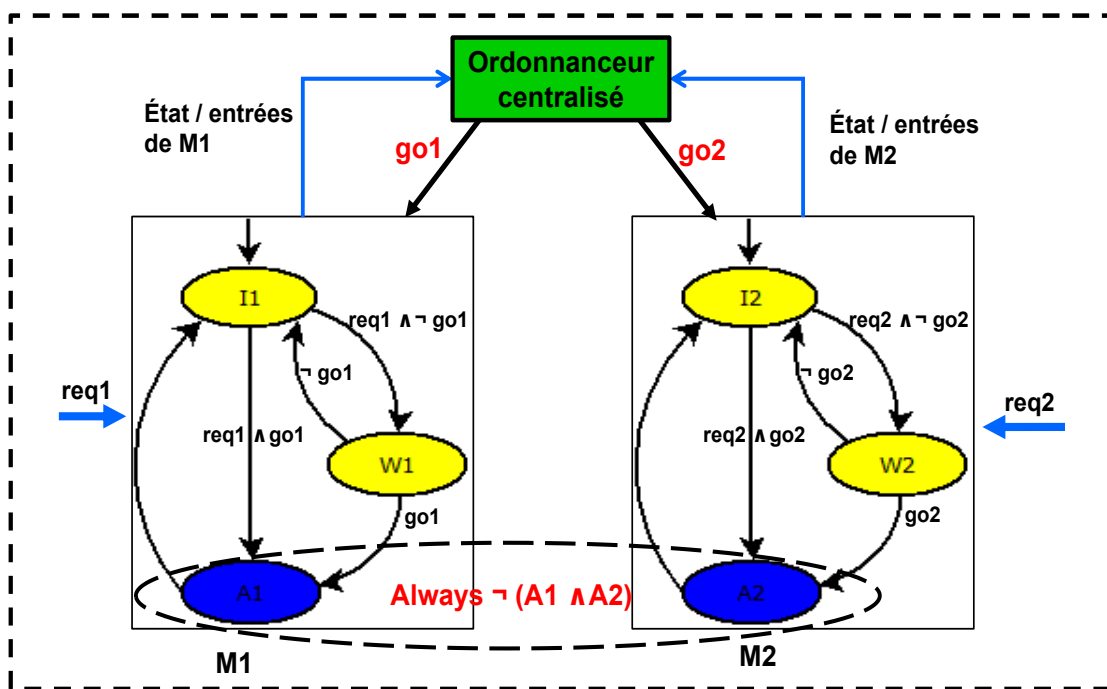 Ordonnanceur
centralisé
État / entrées
de M1
État / entrées
de M2
go1
go2
I1
req1 ∧ ¬ go1
¬ go1
req1
req1 ∧ go1
W1
go1
A1
I2
req2 ∧ ¬ go2
¬ go2
req2
req2 ∧ go2
W2
go2
A2
Always ¬ (A1 ∧A2)
M1
M2